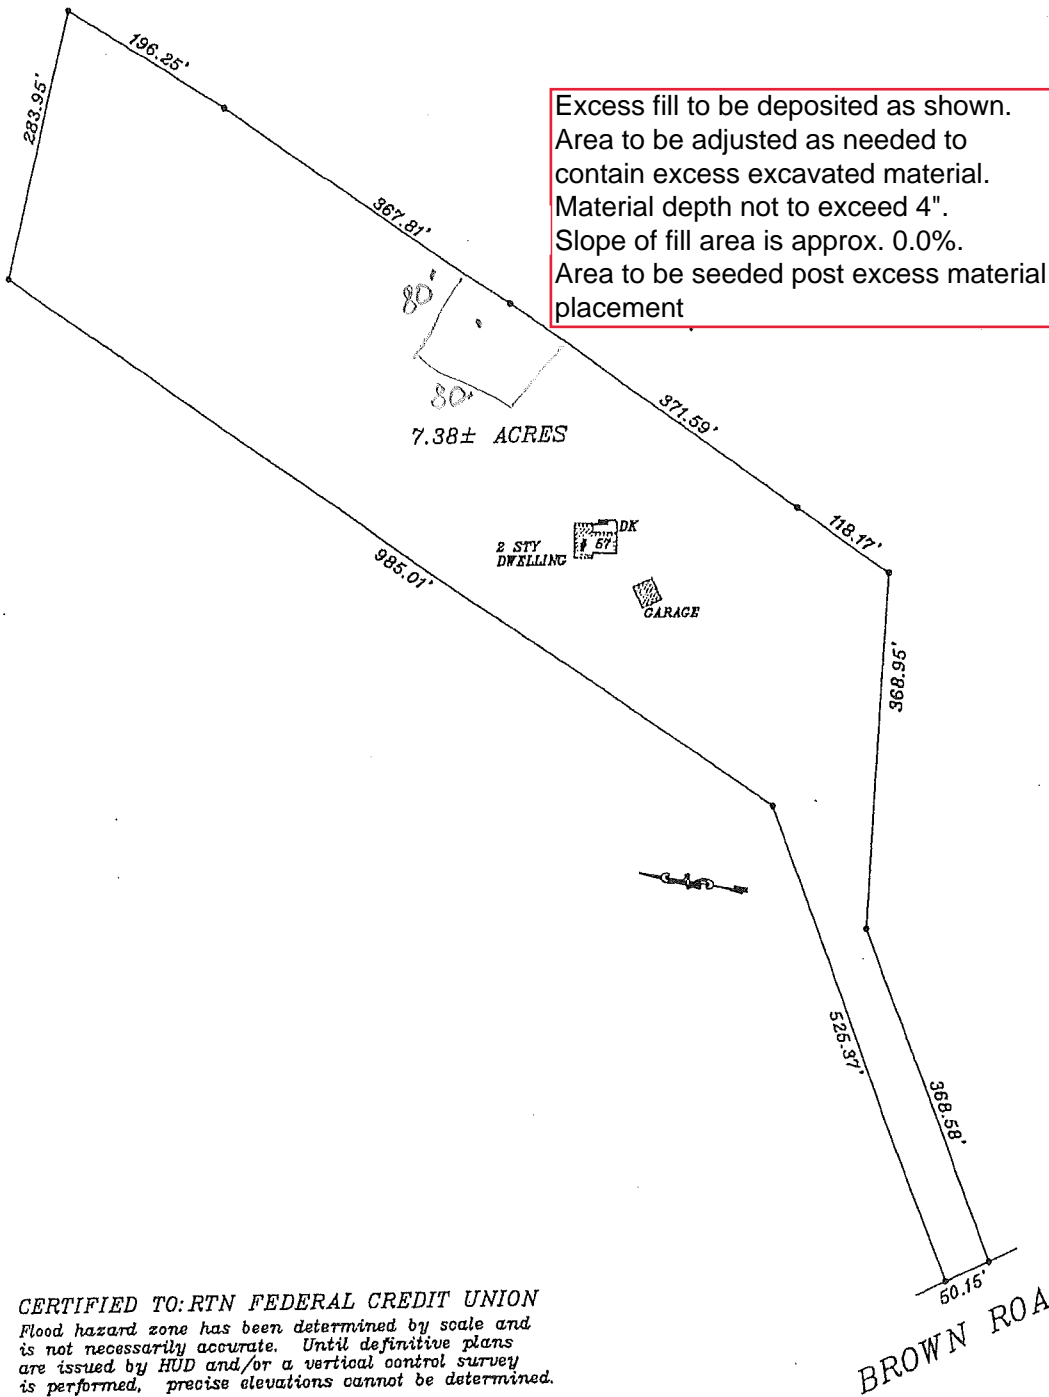 196.25'
283.95'
Excess fill to be deposited as shown.
Area to be adjusted as needed to
contain excess excavated material.
Material depth not to exceed 4".
Slope of fill area is approx. 0.0%.
Area to be seeded post excess material
placement
367.81'
80'
80'
371.59'
7.38± ACRES
118.17'
DK
2 STY
DWELLING
# 67
985.01'
GARAGE
368.95'
525.37'
368.58'
50.15'
BROWN ROA
CERTIFIED TO: RTN FEDERAL CREDIT UNION
Flood hazard zone has been determined by scale and
is not necessarily accurate. Until definitive plans
are issued by HUD and/or a vertical control survey
is performed, precise elevations cannot be determined.